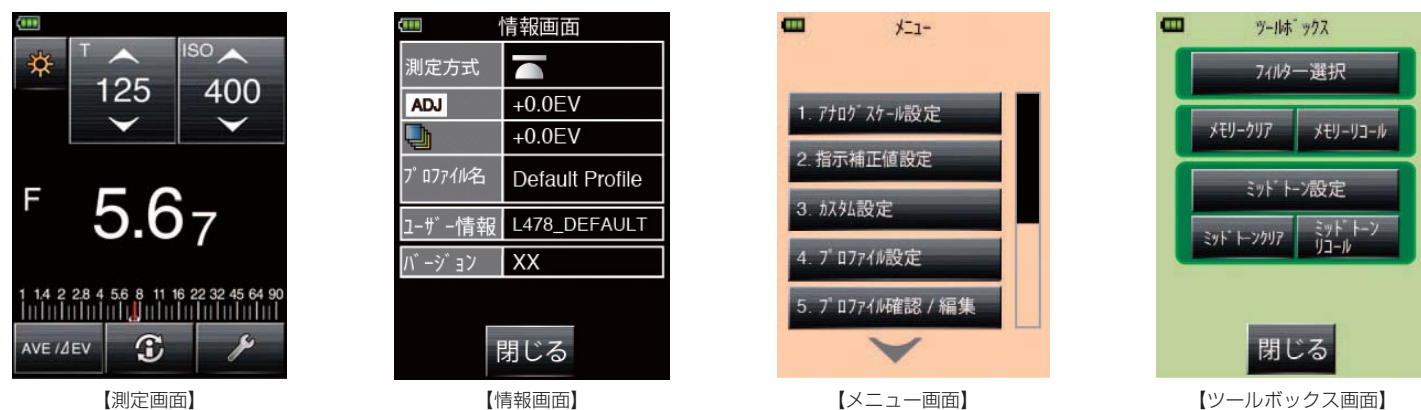 T
125
ISO
400
F
5.6 7
1 1.4 2 2.8 4 5.6 8 11 16 22 32 45 64 90
AVE /⊿EV
【測定画面】
情報画面
測定方式
ADJ +0.0EV
+0.0EV
ﾌﾟﾛﾌｧｲﾙ名 Default Profile
ﾕｰｻﾞｰ情報 L478_DEFAULT
ﾊﾞｰｼﾞｮﾝ XX
閉じる
【情報画面】
ﾒﾆｭｰ
1. ｱﾅﾛｸﾞｽｹｰﾙ設定
2. 指示補正値設定
3. ｶｽﾀﾑ設定
4. ﾌﾟﾛﾌｧｲﾙ設定
5. ﾌﾟﾛﾌｧｲﾙ確認 / 編集
【メニュー画面】
ﾂｰﾙﾎﾞｯｸｽ
ﾌｨﾙﾀｰ選択
ﾒﾓﾘｰｸﾘｱ ﾒﾓﾘｰﾘｺｰﾙ
ﾐｯﾄﾞﾄｰﾝ設定
ﾐｯﾄﾞﾄｰﾝｸﾘｱ
ﾐｯﾄﾞﾄｰﾝ
ﾘｺｰﾙ
閉じる
【ツールボックス画面】